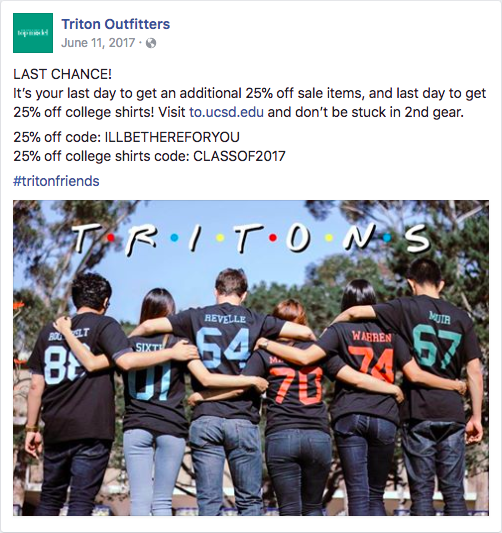 Triton Outfitters
June 11, 2017 ·
LAST CHANCE!
It's your last day to get an additional 25% off sale items, and last day to get
25% off college shirts! Visit to.ucsd.edu and don't be stuck in 2nd gear.
25% off code: ILLBETHEREFORYOU
25% off college shirts code: CLASSOF2017
#tritonfriends
T•R•I•T•O•N•S
REVELLE
64
SIXTH
01
70
WARREN
74
MUIR
67